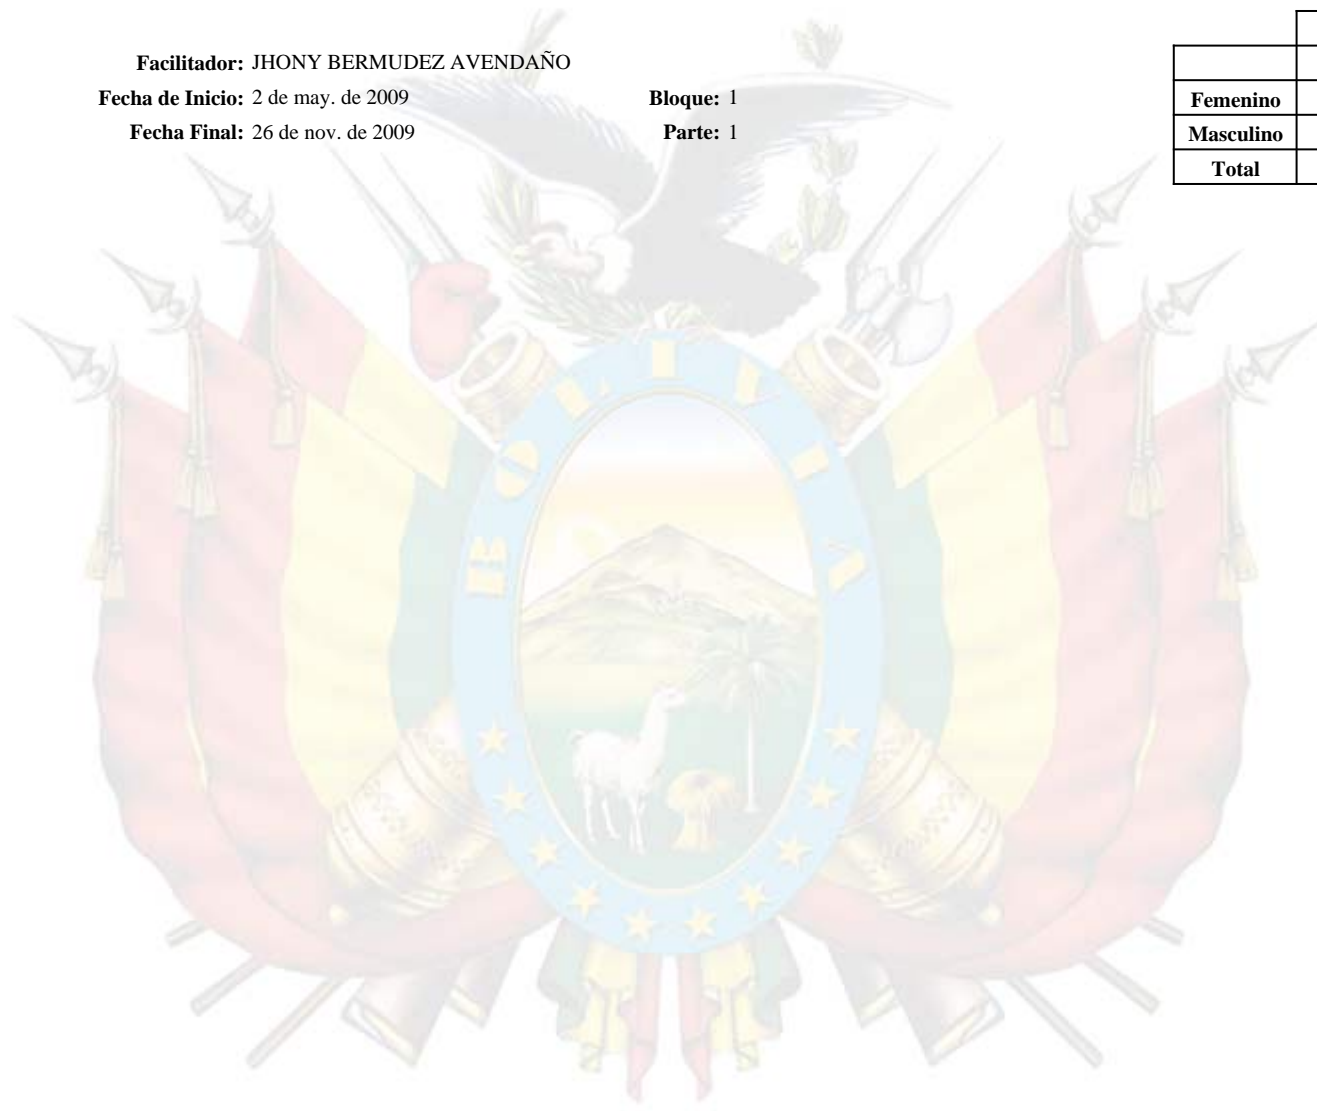 Facilitador: JHONY BERMUDEZ AVENDAÑO
Fecha de Inicio: 2 de may. de 2009 Bloque: 1
Fecha Final: 26 de nov. de 2009 Parte: 1
Femenino
Masculino
Total
BOLIVIA